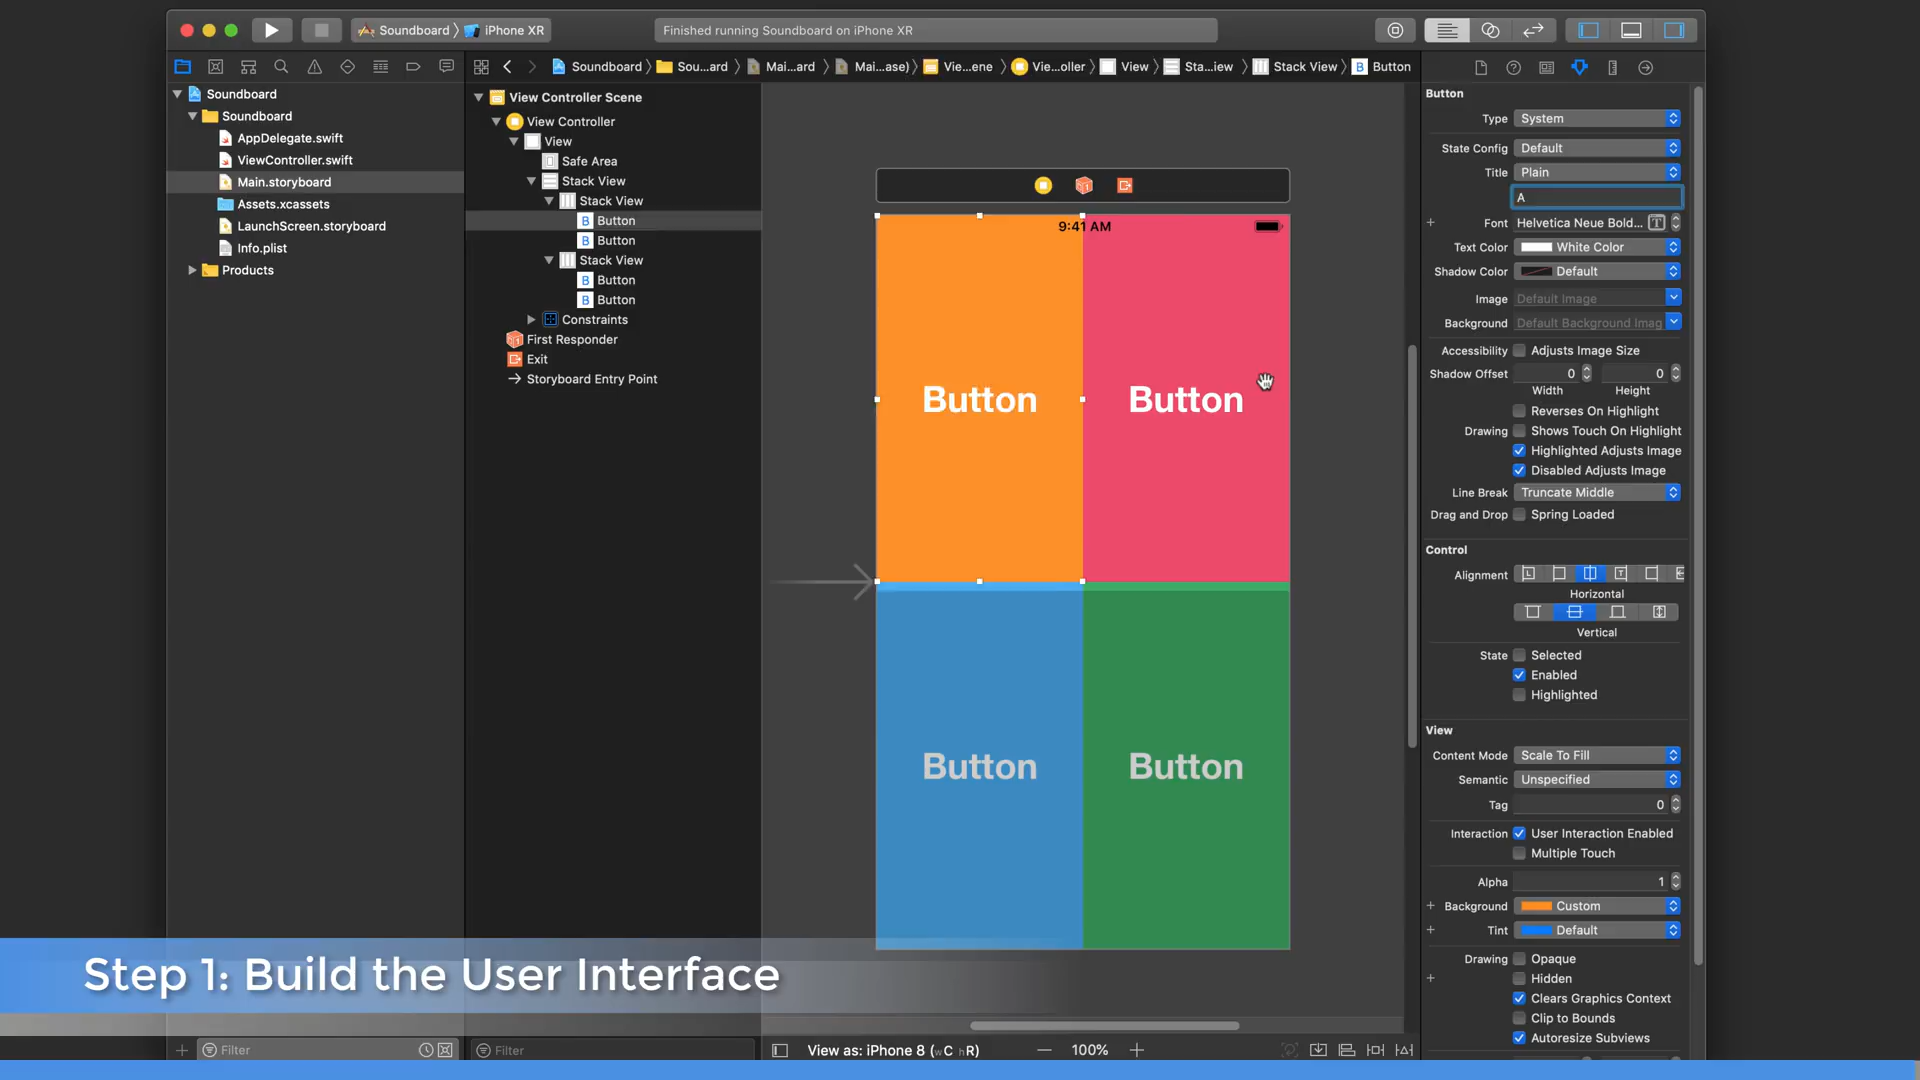 Soundboard
iPhone XR
Finished running Soundboard on iPhone XR
Soundboard
Sou...ard
Mai...ard
Mai...ase)
Vie...ene
Vie...oller
View
Sta...iew
Stack View
B
Button
Soundboard
Soundboard
AppDelegate.swift
ViewController.swift
Main.storyboard
Assets.xcassets
LaunchScreen.storyboard
Info.plist
Products
View Controller Scene
View Controller
View
Safe Area
Stack View
Stack View
B Button
B Button
Stack View
B Button
B Button
Constraints
First Responder
Exit
Storyboard Entry Point
9:41 AM
Button
Button
Button
Button
Button
Type System
State Config Default
Title Plain
A
Font Helvetica Neue Bold...
Text Color White Color
Shadow Color Default
Image Default Image
Background Default Background Imag
Accessibility Adjusts Image Size
Shadow Offset 0 0
Width Height
Reverses On Highlight
Drawing Shows Touch On Highlight
Highlighted Adjusts Image
Disabled Adjusts Image
Line Break Truncate Middle
Drag and Drop Spring Loaded
Control
Alignment
Horizontal
Vertical
State Selected
Enabled
Highlighted
View
Content Mode Scale To Fill
Semantic Unspecified
Tag 0
Interaction User Interaction Enabled
Multiple Touch
Alpha 1
Background Custom
Tint Default
Drawing Opaque
Hidden
Clears Graphics Context
Clip to Bounds
Autoresize Subviews
Step 1: Build the User Interface
Filter
Filter
View as: iPhone 8 (wC hR)
100%